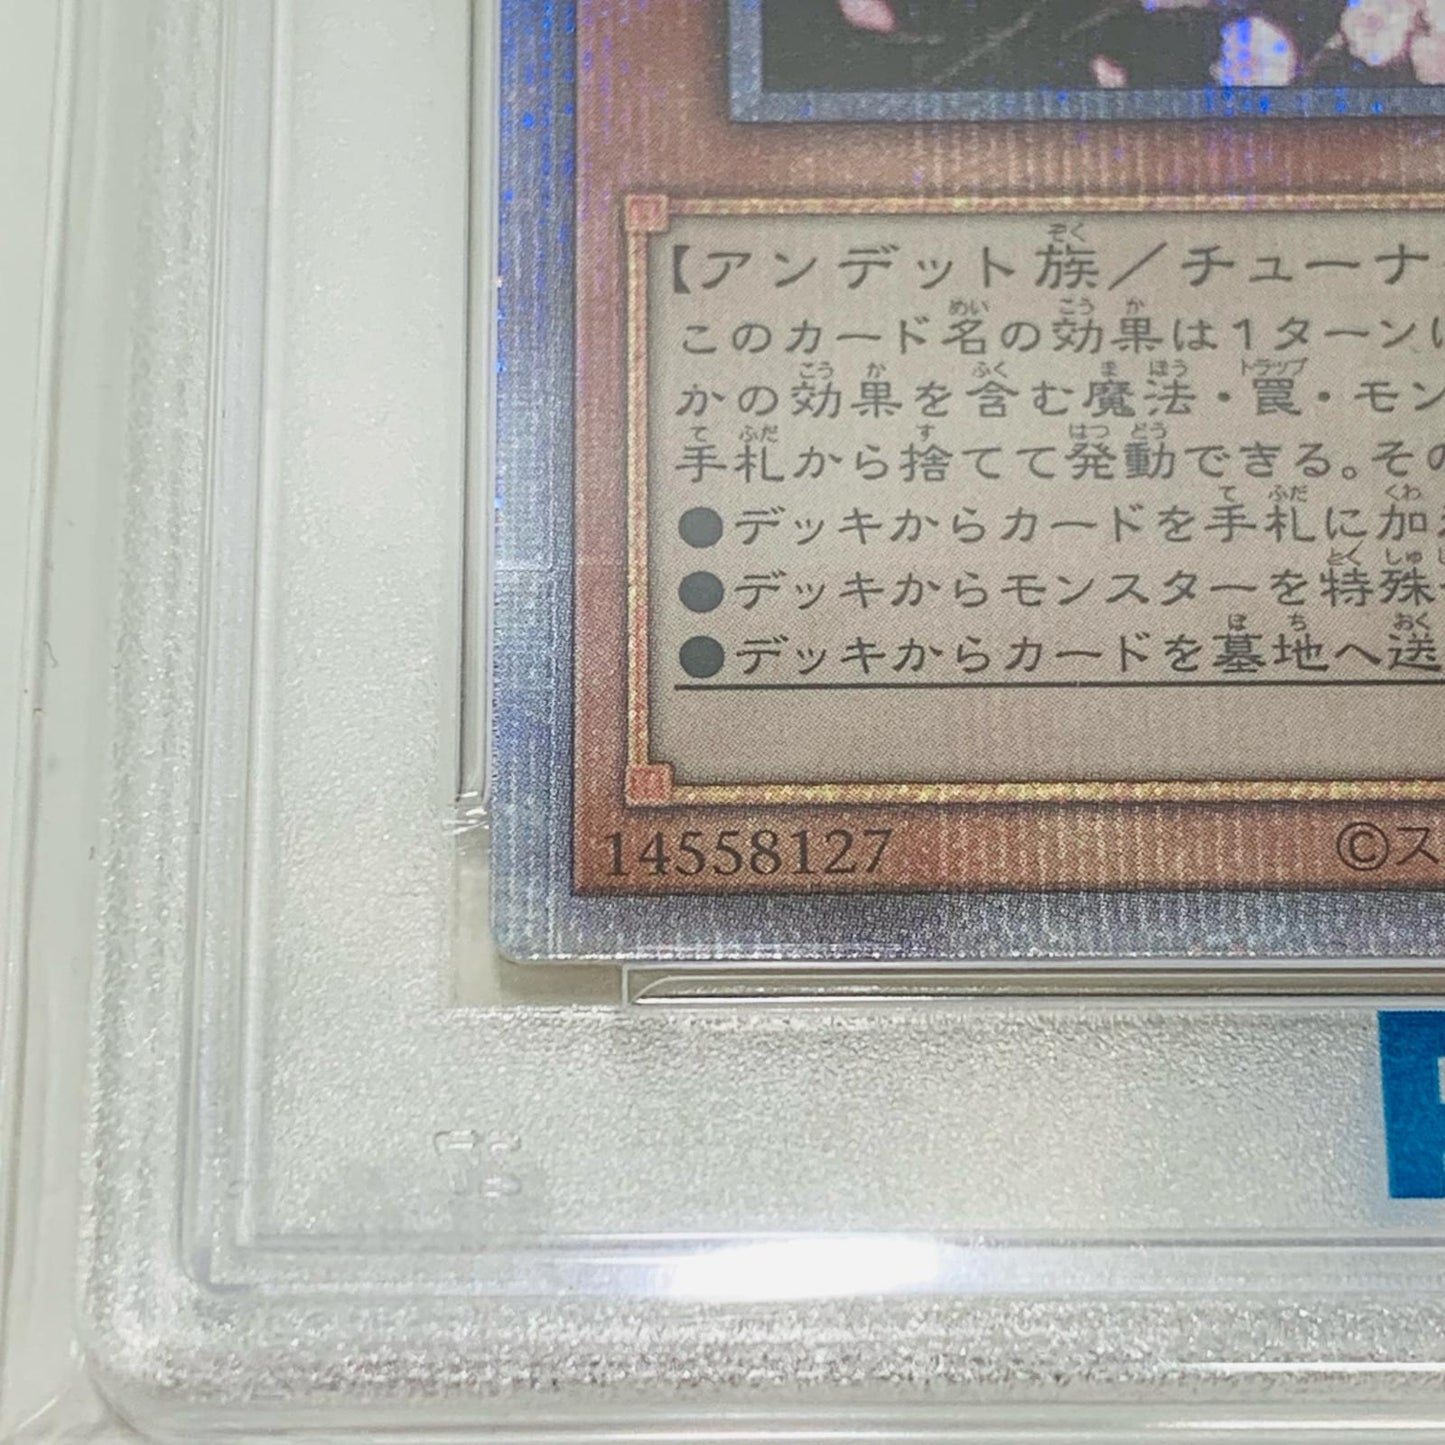 【アンデット族／チューナ
このカード名の効果は1ターン
かの効果を含む魔法・罠・モン
手札から捨てて発動できる。その
●デッキからカードを手札に加
●デッキからモンスターを特殊
●デッキからカードを墓地へ送
14558127
©ス